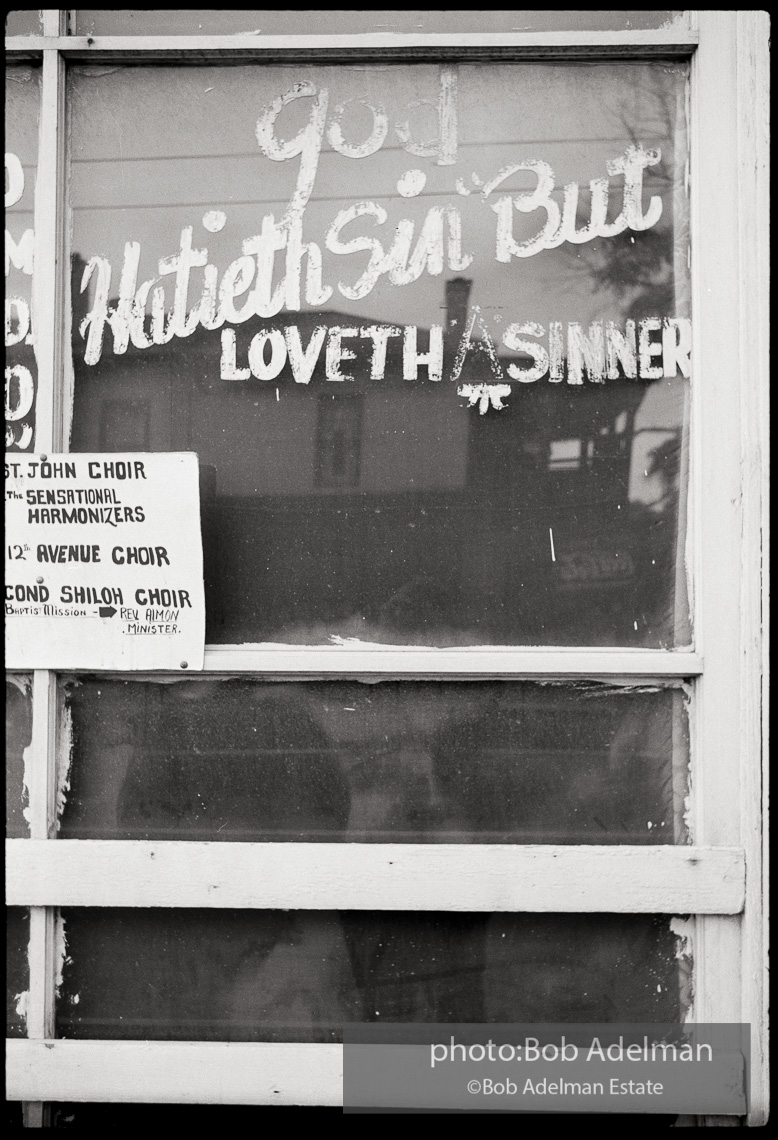 god
Hatieth Sin But
LOVETH A SINNER
ST. JOHN CHOIR
The SENSATIONAL
HARMONIZERS
12th AVENUE CHOIR
COND SHILOH CHOIR
Baptist Mission REV. AIMON
MINISTER.
photo:Bob Adelman
©Bob Adelman Estate